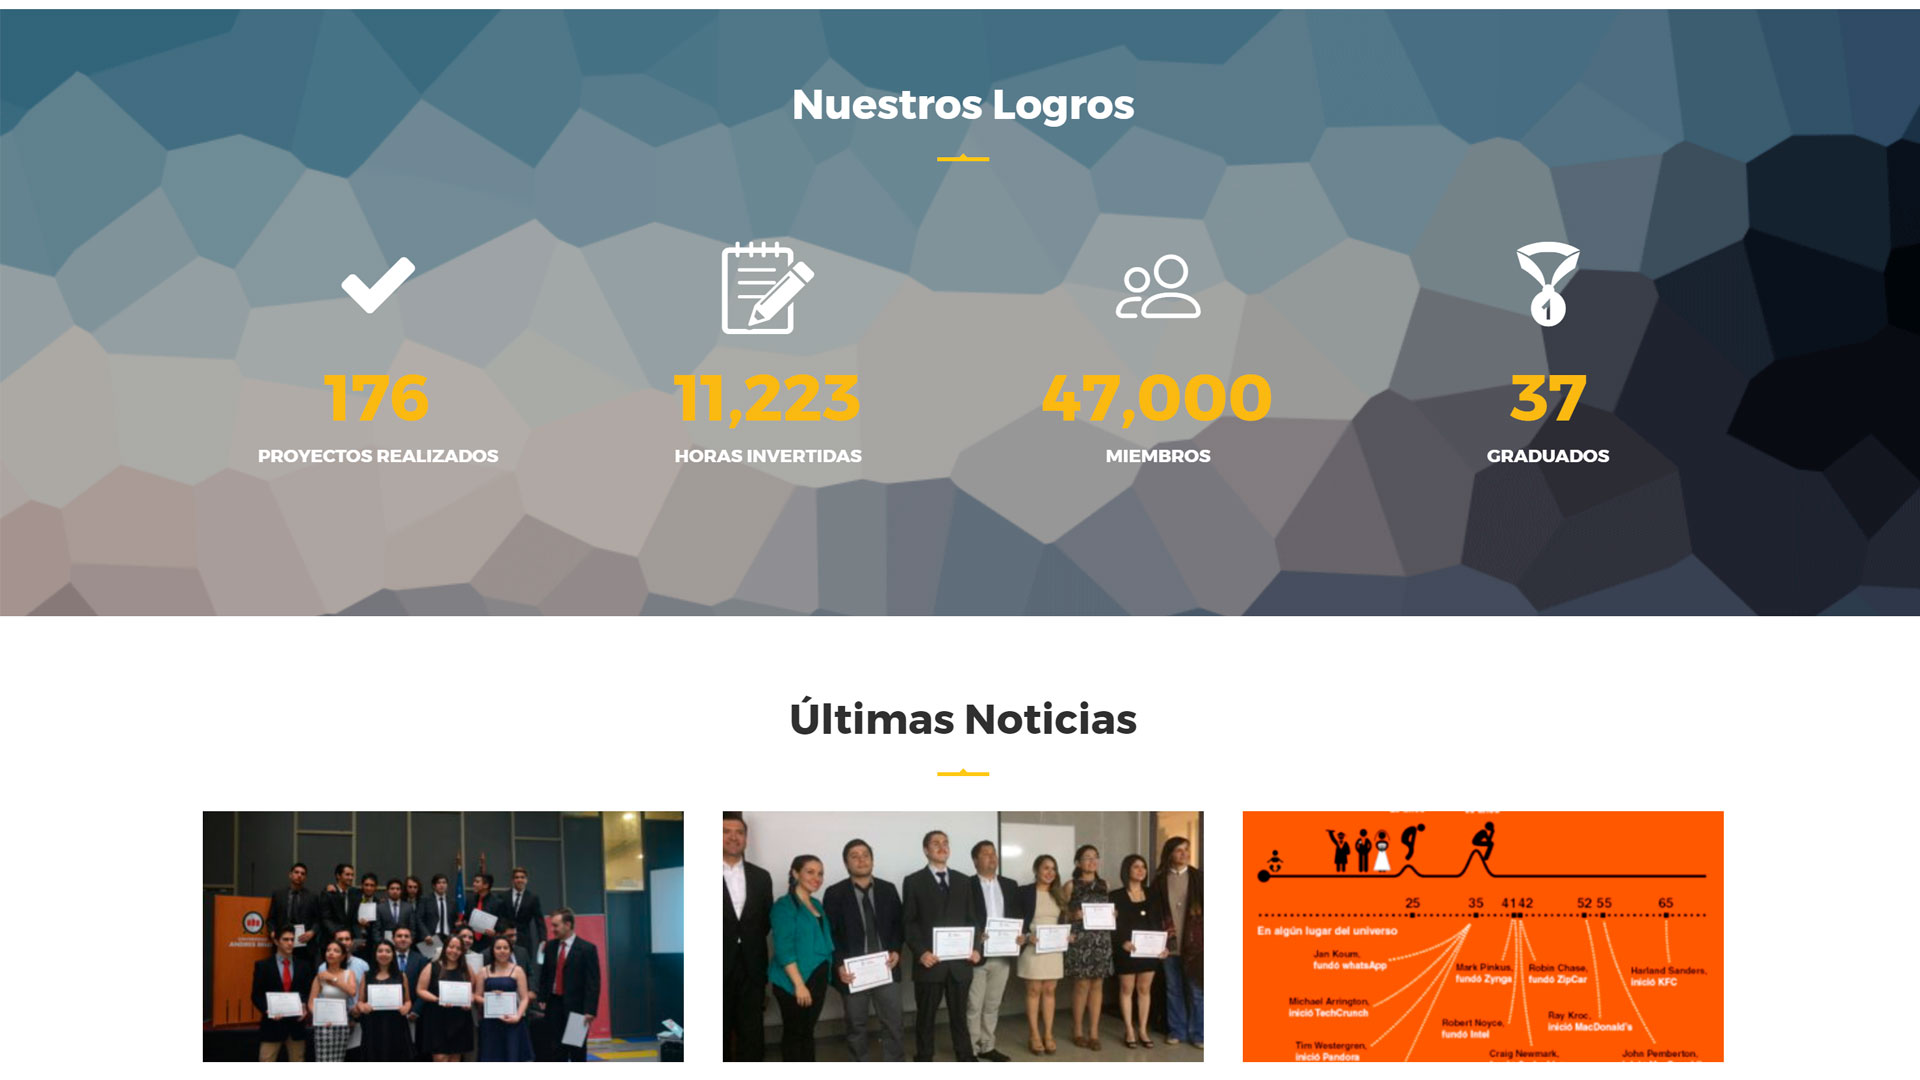 Nuestros Logros
1
176
11,223
47,000
37
PROYECTOS REALIZADOS
HORAS INVERTIDAS
MIEMBROS
GRADUADOS
Últimas Noticias
25
35
41 42
52 55
65
En algún lugar del universo
Jan Koum,
fundó whatsApp
Mark Pinkus,
fundó Zynga
Robin Chase,
fundó ZipCar
Harland Sanders,
inició KFC
Michael Arrington,
inició TechCrunch
Robert Noyce,
fundó Intel
Ray Kroc,
inició MacDonald's
Tim Westergren,
inició Pandora
Craig Newmark,
John Pemberton,